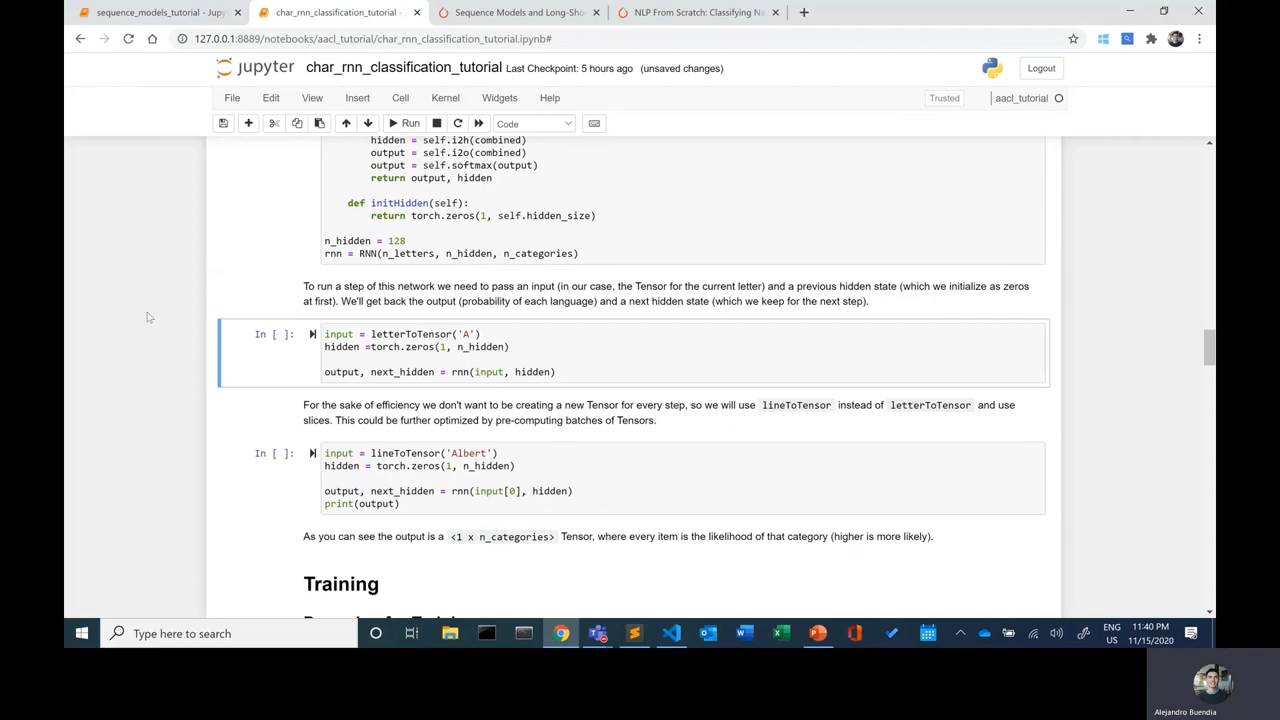 sequence_models_tutorial - Jupy
char_rnn_classification_tutorial -
Sequence Models and Long-Sho
NLP From Scratch: Classifying Na
127.0.0.1:8889/notebooks/aacl_tutorial/char_rnn_classification_tutorial.ipynb#
jupyter char_rnn_classification_tutorial Last Checkpoint: 5 hours ago (unsaved changes)
Logout
File Edit View Insert Cell Kernel Widgets Help
Trusted
aacl_tutorial
Run
Code
hidden = self.i2h(combined)
output = self.i2o(combined)
output = self.softmax(output)
return output, hidden
def initHidden(self):
return torch.zeros(1, self.hidden_size)
n_hidden = 128
rnn = RNN(n_letters, n_hidden, n_categories)
To run a step of this network we need to pass an input (in our case, the Tensor for the current letter) and a previous hidden state (which we initialize as zeros
at first). We'll get back the output (probability of each language) and a next hidden state (which we keep for the next step).
In [ ]:
input = letterToTensor('A')
hidden =torch.zeros(1, n_hidden)
output, next_hidden = rnn(input, hidden)
For the sake of efficiency we don't want to be creating a new Tensor for every step, so we will use lineToTensor instead of letterToTensor and use
slices. This could be further optimized by pre-computing batches of Tensors.
In [ ]:
input = lineToTensor('Albert')
hidden = torch.zeros(1, n_hidden)
output, next_hidden = rnn(input[0], hidden)
print(output)
As you can see the output is a <1 x n_categories> Tensor, where every item is the likelihood of that category (higher is more likely).
Training
Type here to search
ENG
US
11:40 PM
11/15/2020
Alejandro Buendia